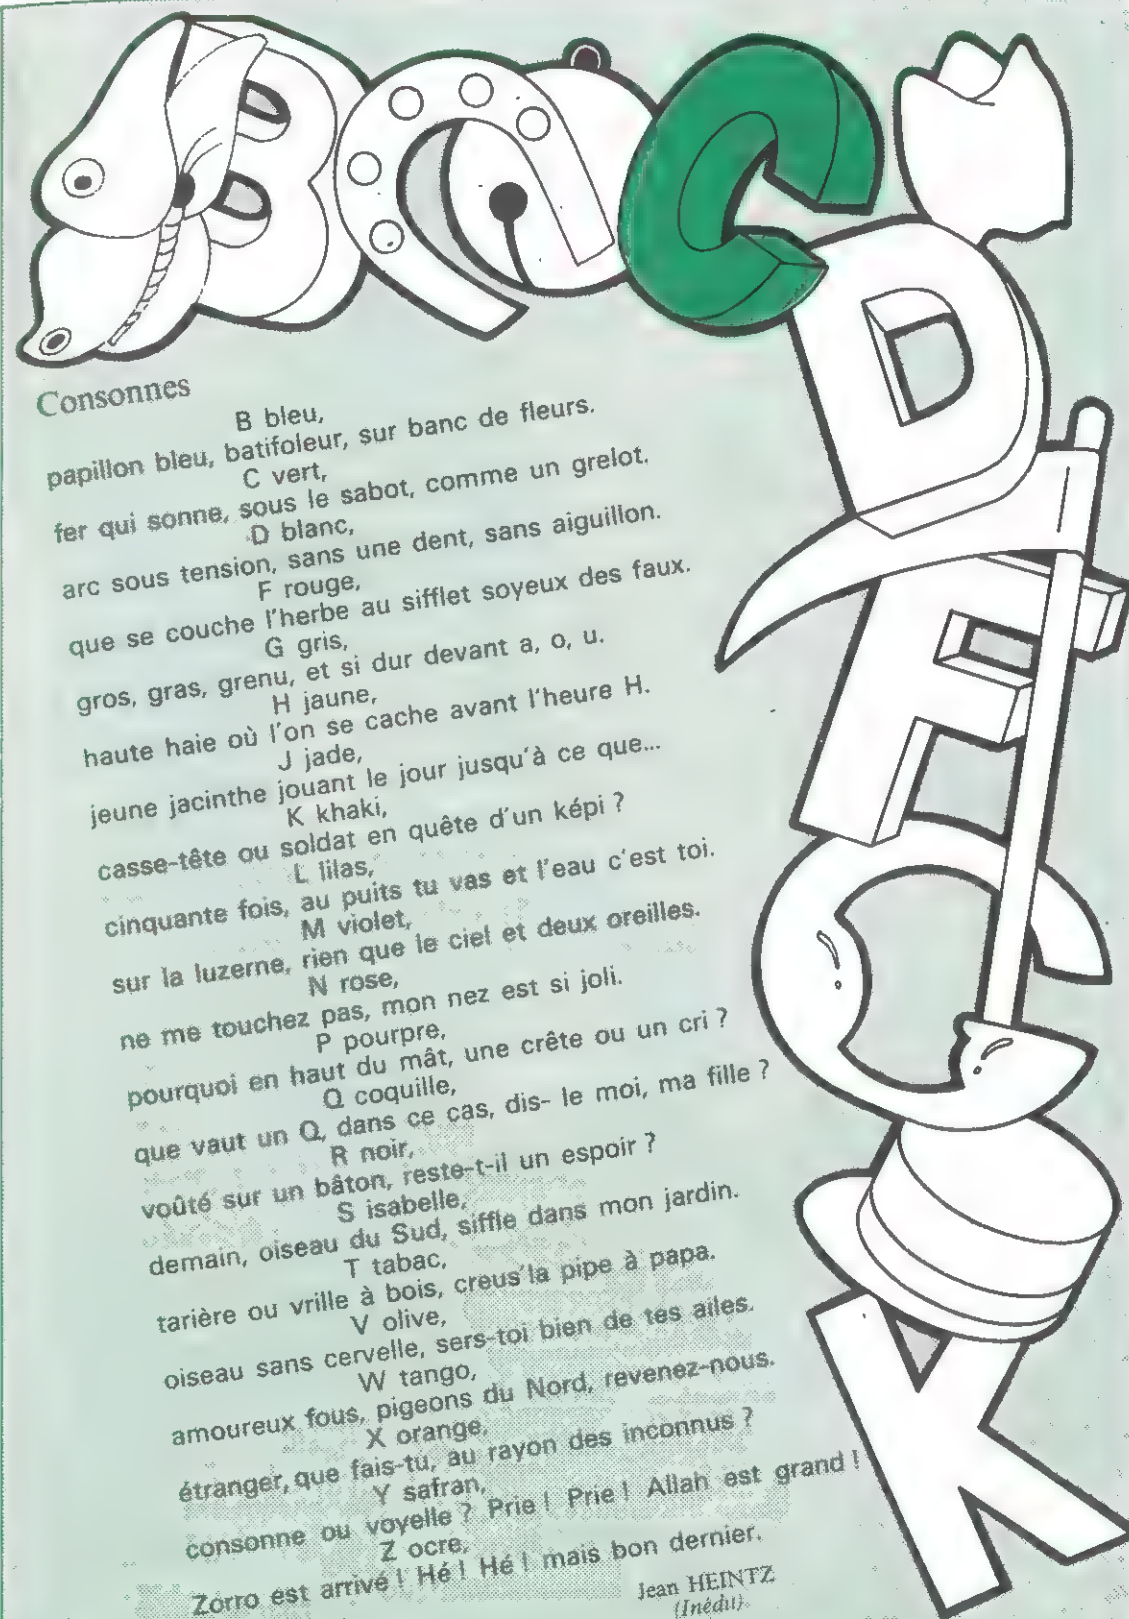 B C
D
F
G
K
Consonnes
B bleu,
papillon bleu, batifoleur, sur banc de fleurs.
C vert,
fer qui sonne, sous le sabot, comme un grelot.
D blanc,
arc sous tension, sans une dent, sans aiguillon.
F rouge,
que se couche l'herbe au sifflet soyeux des faux.
G gris,
gros, gras, grenu, et si dur devant a, o, u.
H jaune,
haute haie où l'on se cache avant l'heure H.
J jade,
jeune jacinthe jouant le jour jusqu'à ce que...
K khaki,
casse-tête ou soldat en quête d'un képi ?
L lilas,
cinquante fois, au puits tu vas et l'eau c'est toi.
M violet,
sur la luzerne, rien que le ciel et deux oreilles.
N rose,
ne me touchez pas, mon nez est si joli.
P pourpre,
pourquoi en haut du mât, une crête ou un cri ?
Q coquille,
que vaut un Q, dans ce cas, dis- le moi, ma fille ?
R noir,
voûté sur un bâton, reste-t-il un espoir ?
S isabelle,
demain, oiseau du Sud, siffle dans mon jardin.
T tabac,
tarière ou vrille à bois, creus'la pipe à papa.
V olive,
oiseau sans cervelle, sers-toi bien de tes ailes.
W tango,
amoureux fous, pigeons du Nord, revenez-nous.
X orange,
étranger, que fais-tu, au rayon des inconnus ?
Y safran,
consonne ou voyelle ? Prie ! Prie ! Allah est grand !
Z ocre,
Zorro est arrivé ! Hé ! Hé ! mais bon dernier.
Jean HEINTZ
(Inédit).